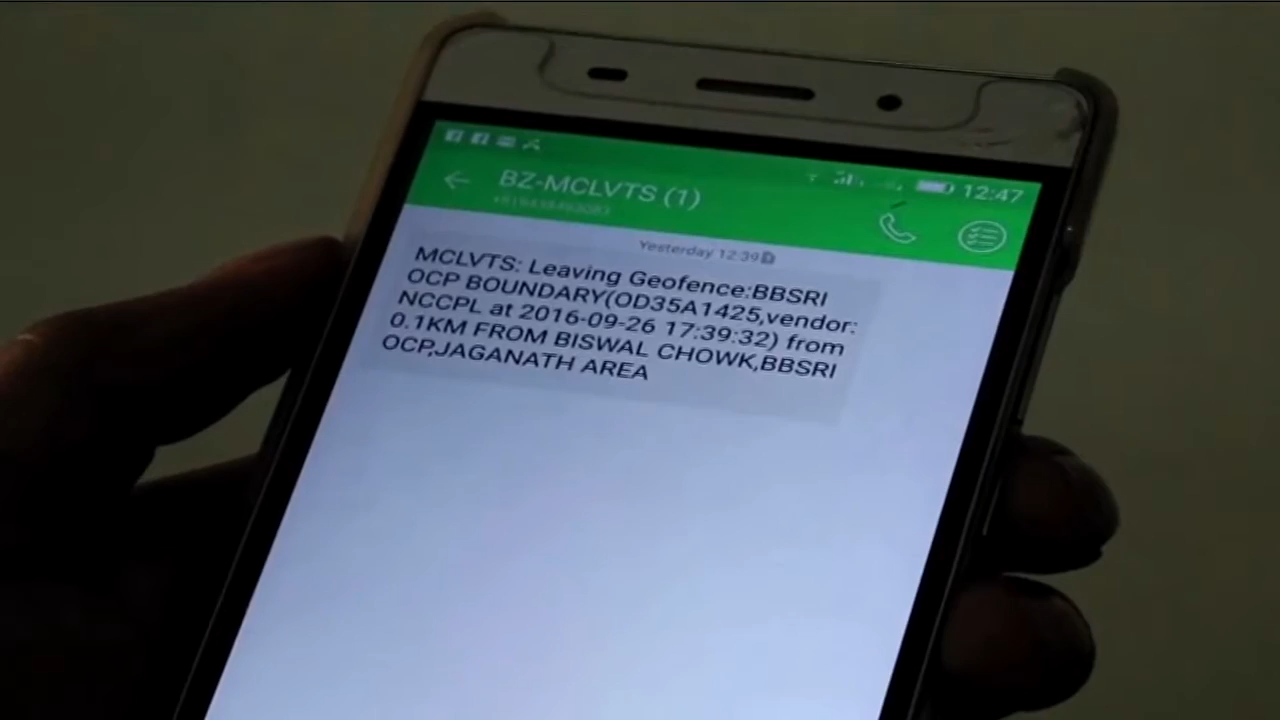 12:47
BZ-MCLVTS (1)
Yesterday 12:39
MCLVTS: Leaving Geofence:BBSRI
OCP BOUNDARY(OD35A1425,vendor:
NCCPL at 2016-09-26 17:39:32) from
0.1KM FROM BISWAL CHOWK,BBSRI
OCP,JAGANATH AREA